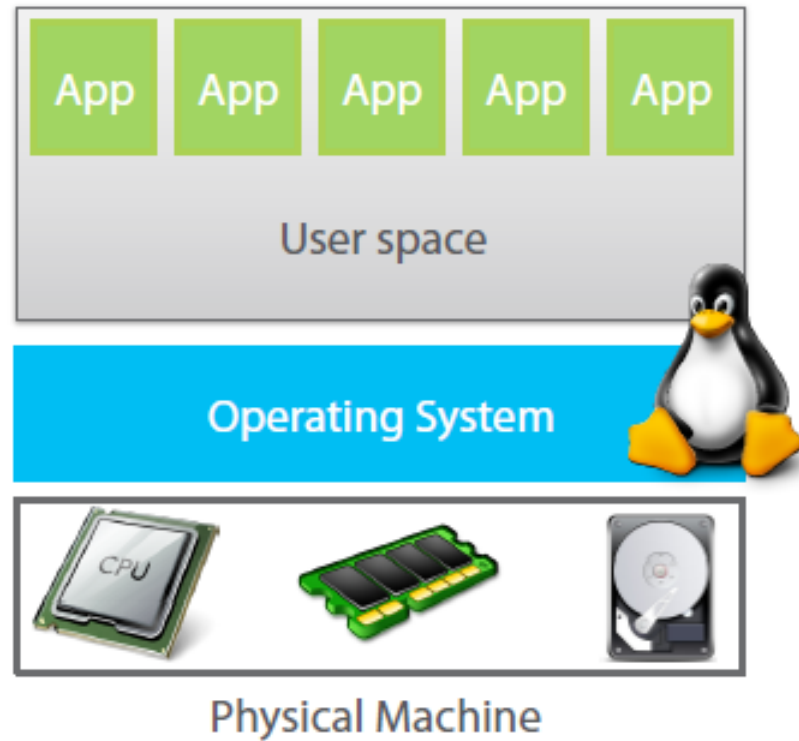 App App App App App
User space
Operating System
CPU
Physical Machine